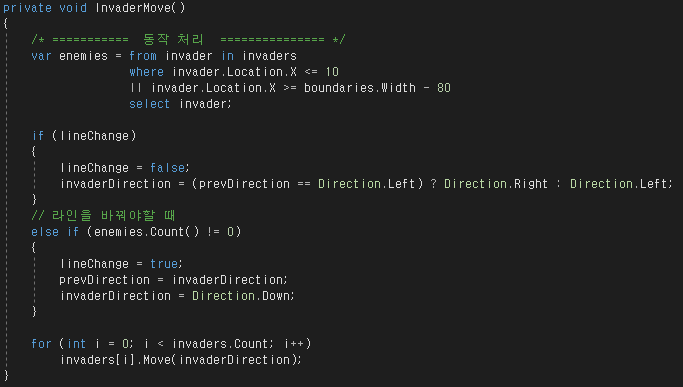 private void InvaderMove()
{
/* =========== 동작 처리 =============== */
var enemies = from invader in invaders
where invader.Location.X <= 10
|| invader.Location.X >= boundaries.Width - 80
select invader;
if (lineChange)
{
lineChange = false;
invaderDirection = (prevDirection == Direction.Left) ? Direction.Right : Direction.Left;
}
// 라인을 바꿔야할 때
else if (enemies.Count() != 0)
{
lineChange = true;
prevDirection = invaderDirection;
invaderDirection = Direction.Down;
}
for (int i = 0; i < invaders.Count; i++)
invaders[i].Move(invaderDirection);
}